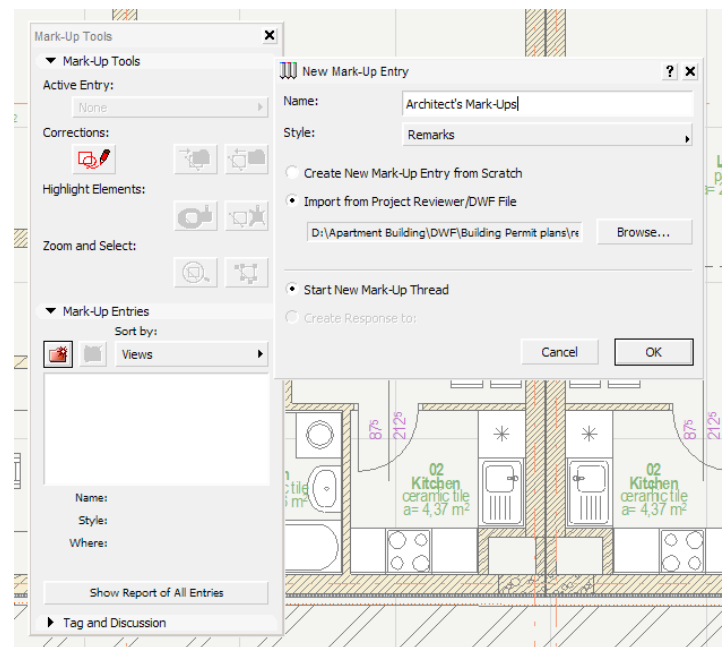 Mark-Up Tools
Mark-Up Tools
Active Entry:
None
Corrections:
Highlight Elements:
Zoom and Select:
Mark-Up Entries
Sort by:
Views
Name:
Style:
Where:
Show Report of All Entries
Tag and Discussion
New Mark-Up Entry
?
Name:
Architect's Mark-Ups
Style:
Remarks
Create New Mark-Up Entry from Scratch
Import from Project Reviewer/DWF File
D:\Apartment Building\DWF\Building Permit plans\re
Browse...
Start New Mark-Up Thread
Create Response to:
Cancel
OK
2
87⁵
212⁵
02
Kitchen
ceramic tile
a= 4,37 m²
02
Kitchen
ceramic tile
a= 4,37 m²
87⁵
212⁵